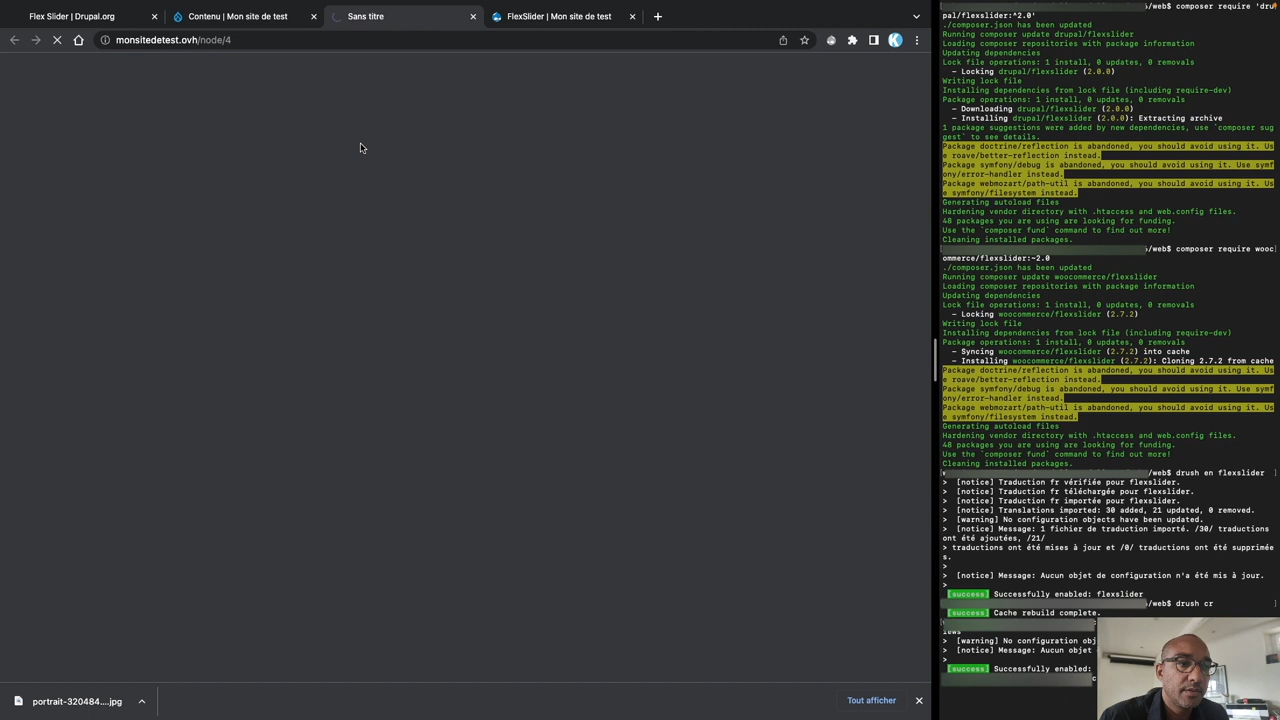 Flex Slider | Drupal.org
Contenu | Mon site de test
Sans titre
FlexSlider | Mon site de test
monsitedetest.ovh/node/4
portrait-320484....jpg
Tout afficher
/web$ composer require 'dru
pal/flexslider:^2.0'
./composer.json has been updated
Running composer update drupal/flexslider
Loading composer repositories with package information
Updating dependencies
Lock file operations: 1 install, 0 updates, 0 removals
- Locking drupal/flexslider (2.0.0)
Writing lock file
Installing dependencies from lock file (including require-dev)
Package operations: 1 install, 0 updates, 0 removals
- Downloading drupal/flexslider (2.0.0)
- Installing drupal/flexslider (2.0.0): Extracting archive
1 package suggestions were added by new dependencies, use `composer sug
gest` to see details.
Package doctrine/reflection is abandoned, you should avoid using it. Us
e roave/better-reflection instead.
Package symfony/debug is abandoned, you should avoid using it. Use symf
ony/error-handler instead.
Package webmozart/path-util is abandoned, you should avoid using it. Us
e symfony/filesystem instead.
Generating autoload files
Hardening vendor directory with .htaccess and web.config files.
48 packages you are using are looking for funding.
Use the `composer fund` command to find out more!
Cleaning installed packages.
/web$ composer require wooc
ommerce/flexslider:~2.0
./composer.json has been updated
Running composer update woocommerce/flexslider
Loading composer repositories with package information
Updating dependencies
Lock file operations: 1 install, 0 updates, 0 removals
- Locking woocommerce/flexslider (2.7.2)
Writing lock file
Installing dependencies from lock file (including require-dev)
Package operations: 1 install, 0 updates, 0 removals
- Syncing woocommerce/flexslider (2.7.2) into cache
- Installing woocommerce/flexslider (2.7.2): Cloning 2.7.2 from cache
Package doctrine/reflection is abandoned, you should avoid using it. Us
e roave/better-reflection instead.
Package symfony/debug is abandoned, you should avoid using it. Use symf
ony/error-handler instead.
Package webmozart/path-util is abandoned, you should avoid using it. Us
e symfony/filesystem instead.
Generating autoload files
Hardening vendor directory with .htaccess and web.config files.
48 packages you are using are looking for funding.
Use the `composer fund` command to find out more!
Cleaning installed packages.
/web$ drush en flexslider
> [notice] Traduction fr vérifiée pour flexslider.
> [notice] Traduction fr téléchargée pour flexslider.
> [notice] Traduction fr importée pour flexslider.
> [notice] Translations imported: 30 added, 21 updated, 0 removed.
> [warning] No configuration objects have been updated.
> [notice] Message: 1 fichier de traduction importé. /30/ traductions
ont été ajoutées, /21/
> traductions ont été mises à jour et /0/ traductions ont été supprimée
s.
>
> [notice] Message: Aucun objet de configuration n'a été mis à jour.
>
[success] Successfully enabled: flexslider
/web$ drush cr
[success] Cache rebuild complete.
iews
> [warning] No configuration obj
> [notice] Message: Aucun objet
>
[success] Successfully enabled: